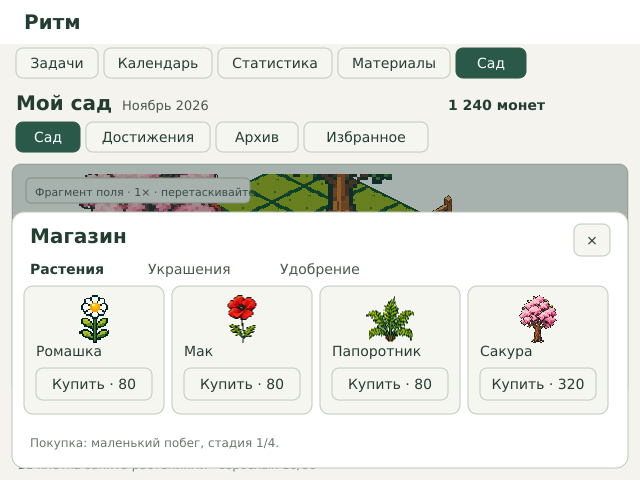 Ритм
Задачи Календарь Статистика Материалы Сад
Мой сад Ноябрь 2026 1 240 монет
Сад Достижения Архив Избранное
Фрагмент поля · 1× · перетаскивайте
Магазин ×
Растения Украшения Удобрение
Ромашка Мак Папоротник Сакура
Купить · 80 Купить · 80 Купить · 80 Купить · 320
Покупка: маленький побег, стадия 1/4.